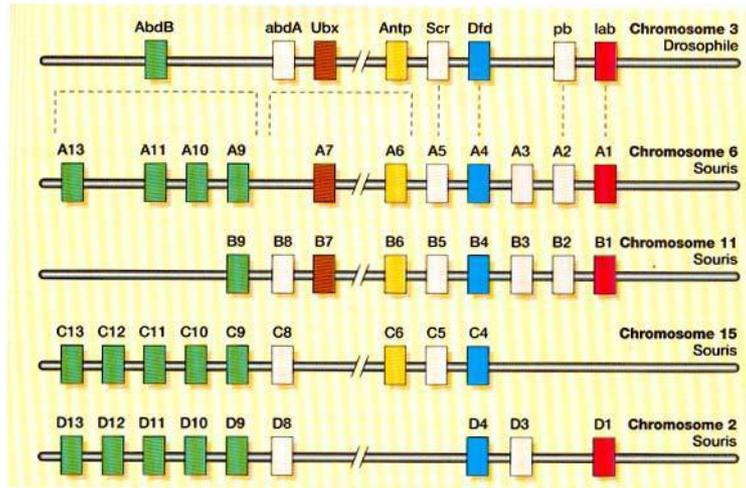 AbdB abdA Ubx Antp Scr Dfd pb lab Chromosome 3
Drosophile
A13 A11 A10 A9 A7 A6 A5 A4 A3 A2 A1 Chromosome 6
Souris
B9 B8 B7 B6 B5 B4 B3 B2 B1 Chromosome 11
Souris
C13 C12 C11 C10 C9 C8 C6 C5 C4 Chromosome 15
Souris
D13 D12 D11 D10 D9 D8 D4 D3 D1 Chromosome 2
Souris